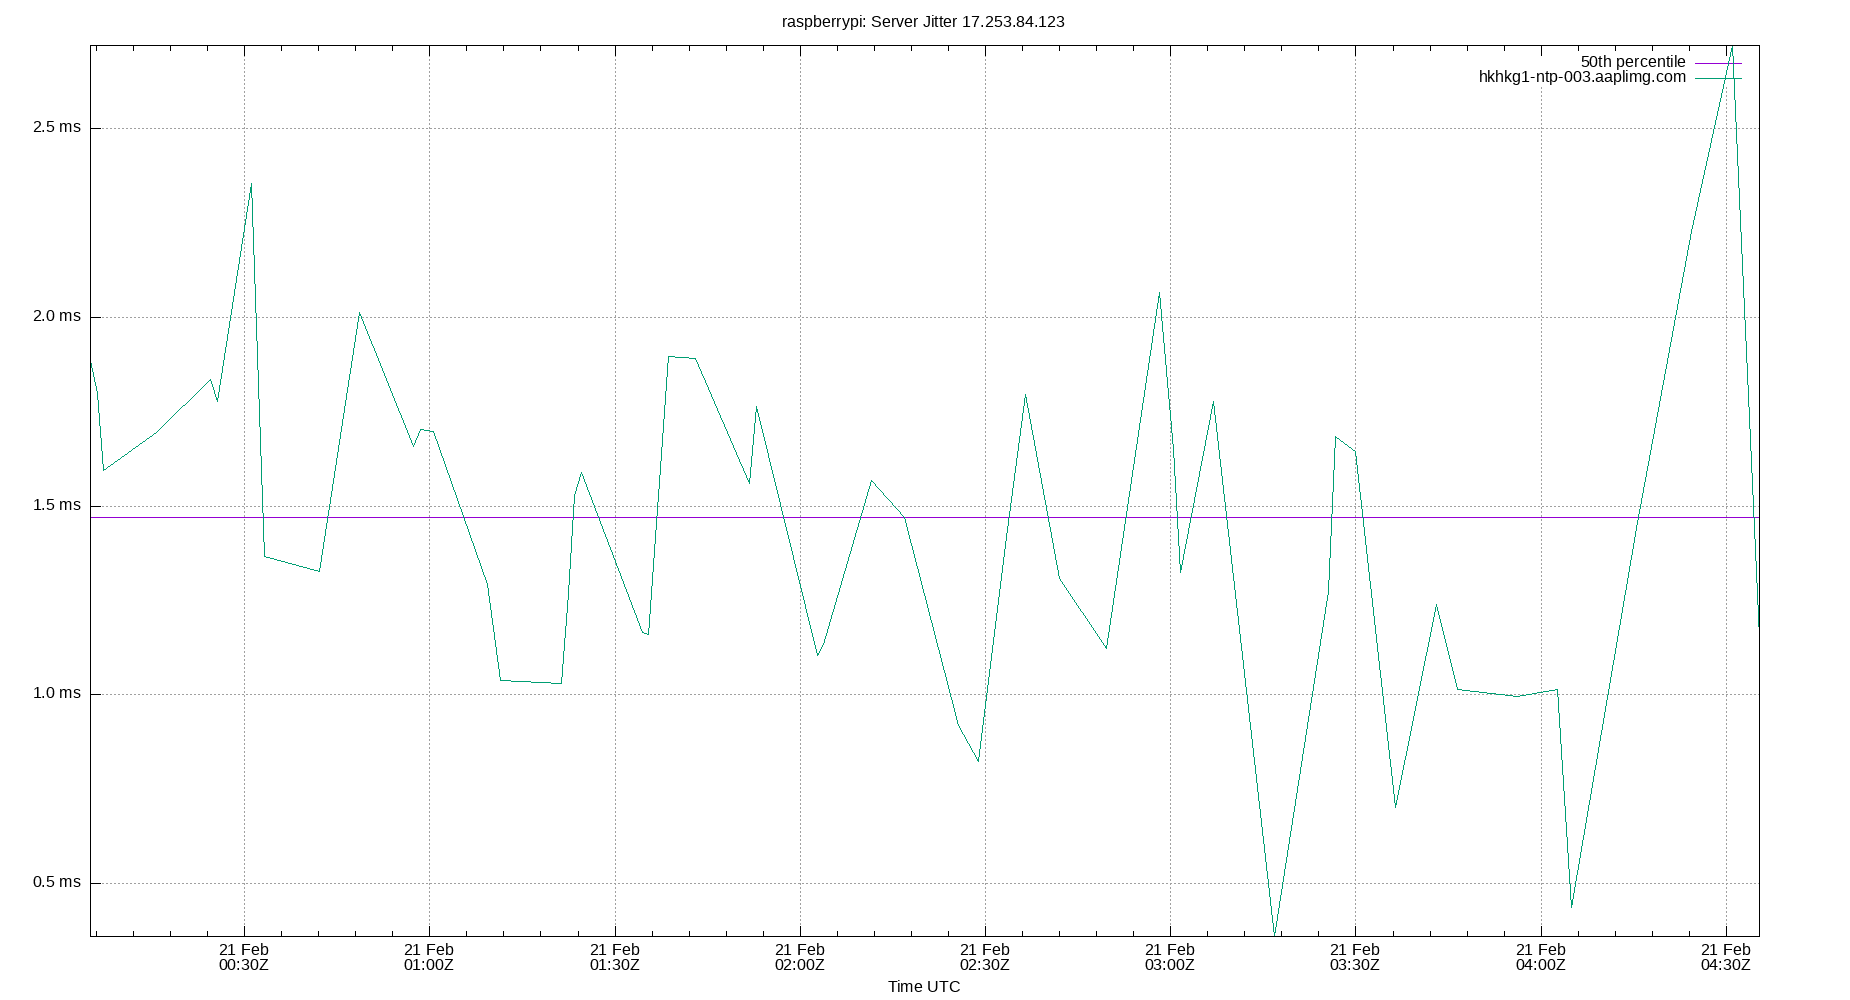 raspberrypi: Server Jitter 17.253.84.123
50th percentile
hkhkg1-ntp-003.aaplimg.com
2.5 ms
2.0 ms
1.5 ms
1.0 ms
0.5 ms
21 Feb 21 Feb 21 Feb 21 Feb 21 Feb 21 Feb 21 Feb 21 Feb 21 Feb
00:30Z 01:00Z 01:30Z 02:00Z 02:30Z 03:00Z 03:30Z 04:00Z 04:30Z
Time UTC